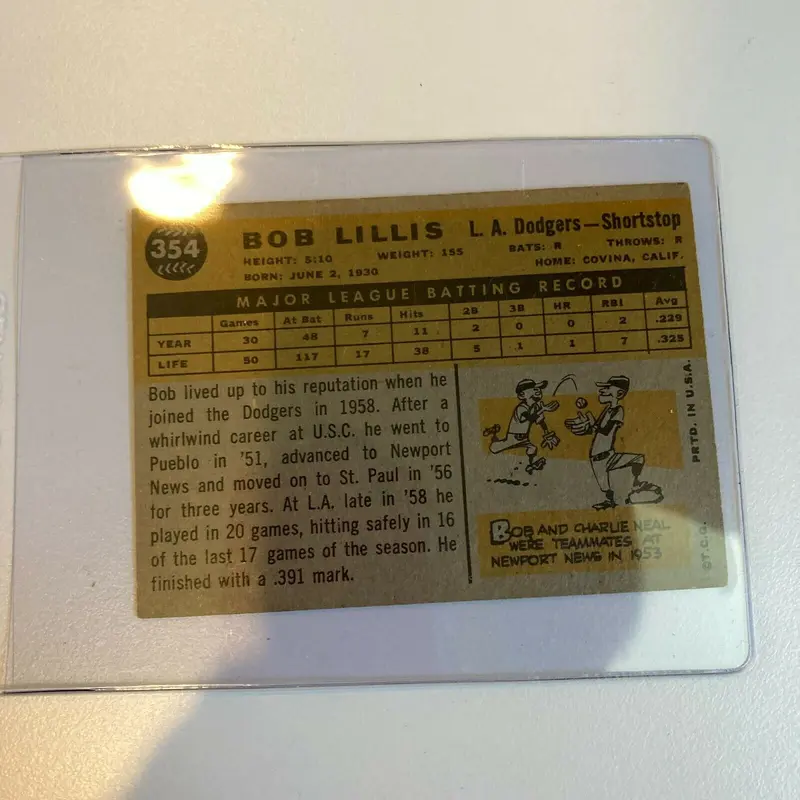 354
BOB LILLIS L. A. Dodgers—Shortstop
HEIGHT: 5:10 WEIGHT: 155 BATS: R THROWS: R
BORN: JUNE 2, 1930 HOME: COVINA, CALIF.
MAJOR LEAGUE BATTING RECORD
Games At Bat Runs Hits 2B 3B HR RBI Avg
YEAR 30 48 7 11 2 0 0 2 .229
LIFE 50 117 17 38 5 1 1 7 .325
Bob lived up to his reputation when he
joined the Dodgers in 1958. After a
whirlwind career at U.S.C. he went to
Pueblo in '51, advanced to Newport
News and moved on to St. Paul in '56
for three years. At L.A. late in '58 he
played in 20 games, hitting safely in 16
of the last 17 games of the season. He
finished with a .391 mark.
BOB AND CHARLIE NEAL
WERE TEAMMATES AT
NEWPORT NEWS IN 1953
©T.C.G. PRTD. IN U.S.A.